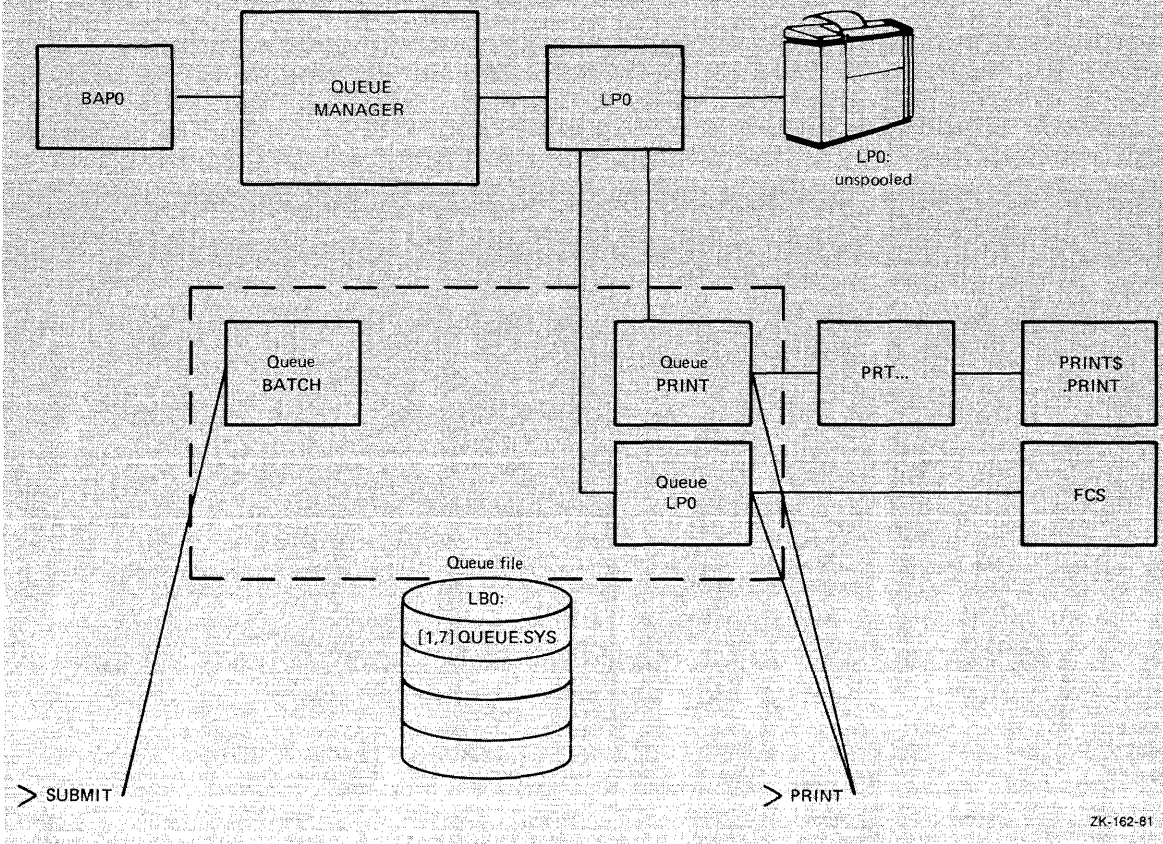 BAP0
QUEUE
MANAGER
LP0
LP0:
unspooled
Queue
BATCH
Queue
PRINT
PRT...
PRINT$
.PRINT
Queue
LP0
FCS
Queue file
LB0:
[1,7] QUEUE.SYS
> SUBMIT
> PRINT
ZK-162-81